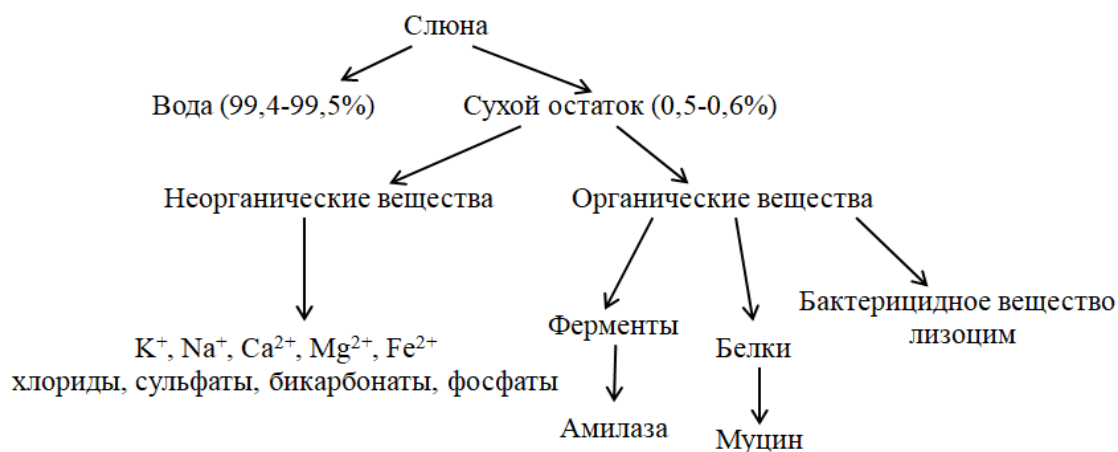 Слюна
Вода (99,4-99,5%)
Сухой остаток (0,5-0,6%)
Неорганические вещества
Органические вещества
K⁺, Na⁺, Ca²⁺, Mg²⁺, Fe²⁺
хлориды, сульфаты, бикарбонаты, фосфаты
Ферменты
Белки
Бактерицидное вещество
лизоцим
Амилаза
Муцин